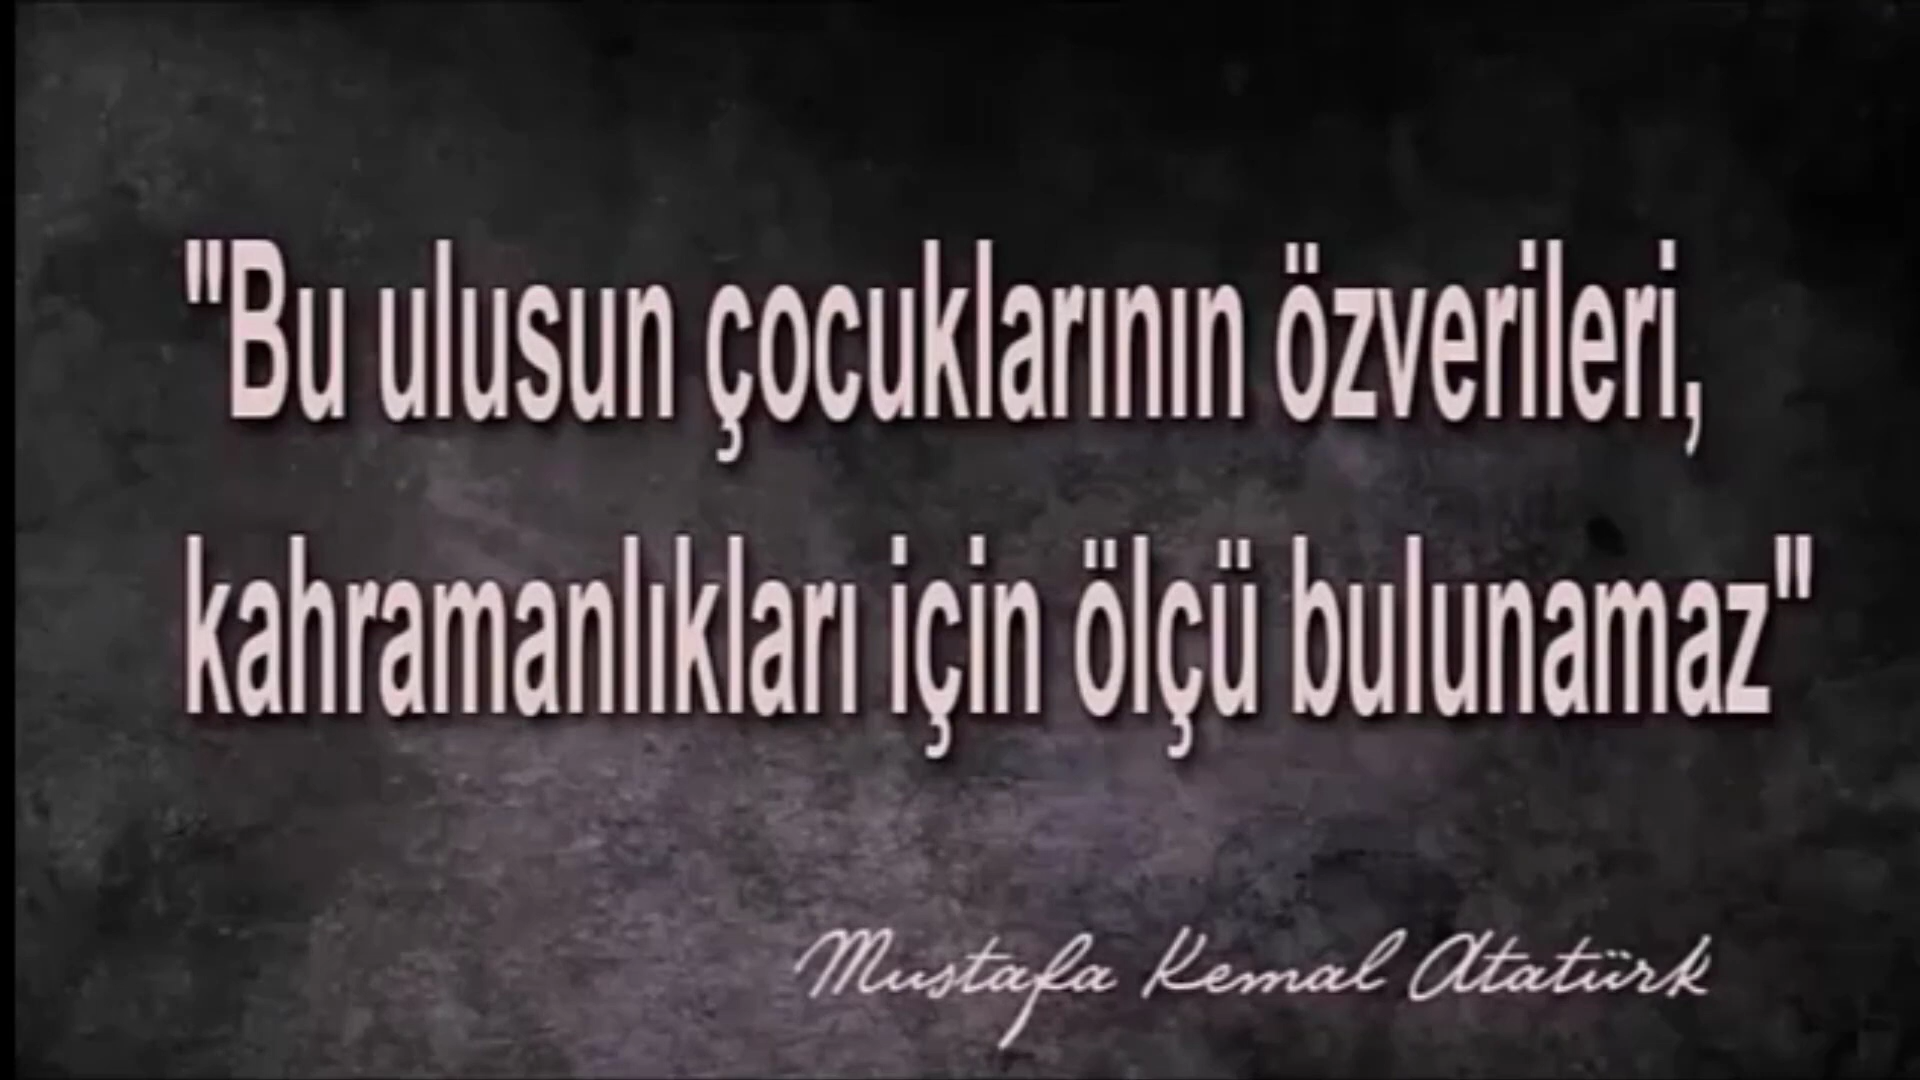 "Bu ulusun çocuklarının özverileri,
kahramanlıkları için ölçü bulunamaz"
Mustafa Kemal Atatürk